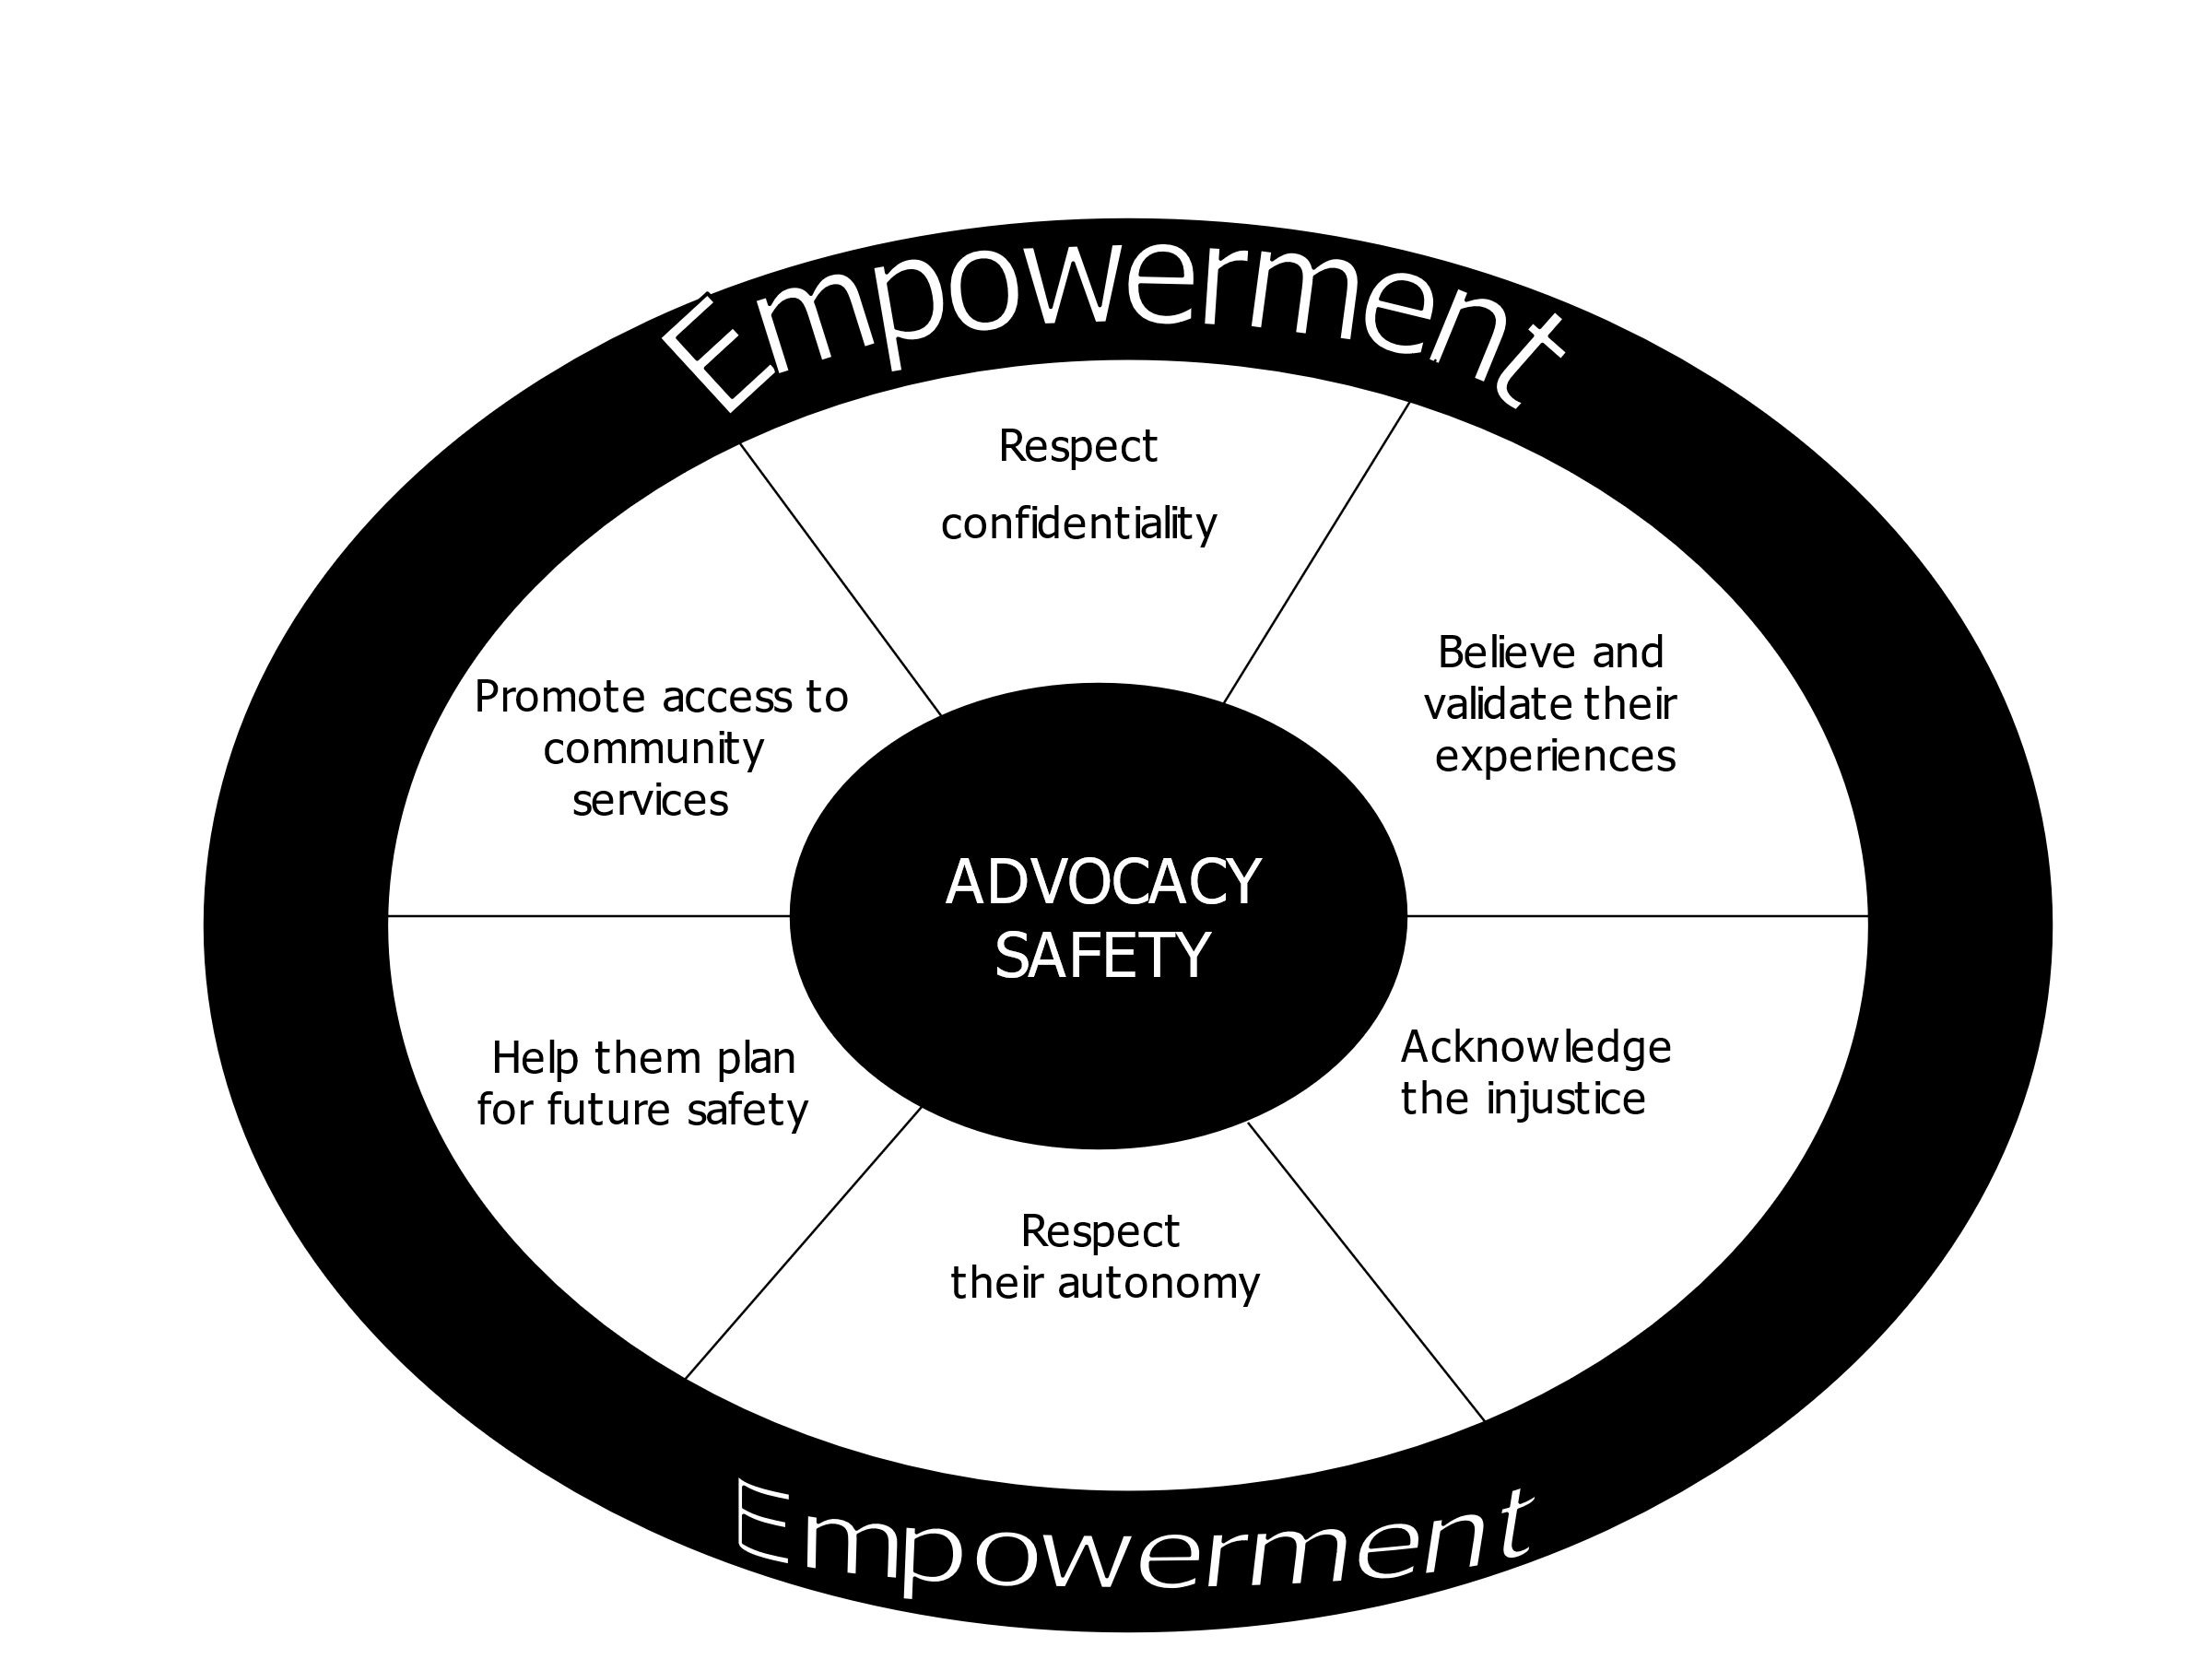 Empowerment
Respect
confidentiality
Believe and
validate their
experiences
Promote access to
community
services
ADVOCACY
SAFETY
Acknowledge
the injustice
Help them plan
for future safety
Respect
their autonomy
Empowerment